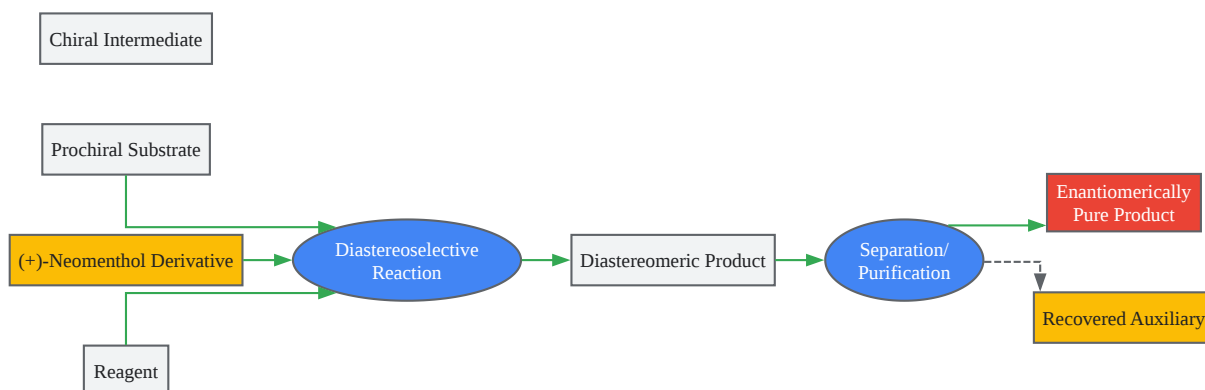 Chiral Intermediate
Prochiral Substrate
(+)-Neomenthol Derivative
Reagent
Diastereoselective
Reaction
Diastereomeric Product
Separation/
Purification
Enantiomerically
Pure Product
Recovered Auxiliary